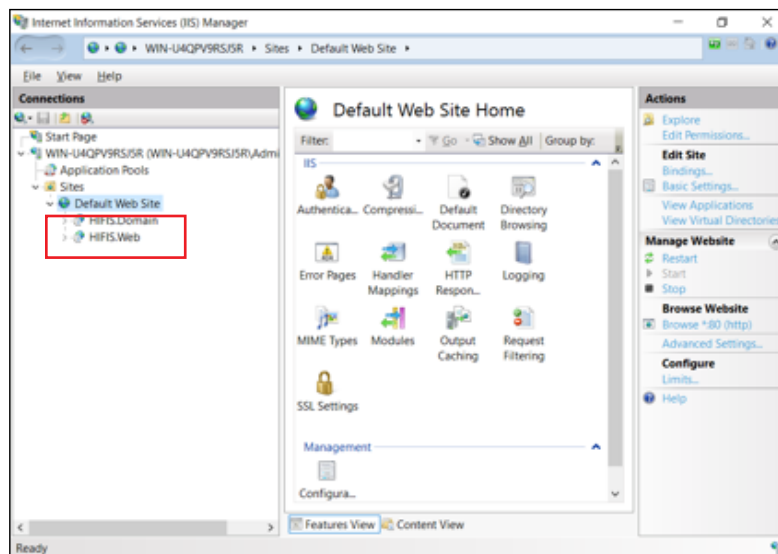 Internet Information Services (IIS) Manager
WIN-U4QPV9RSJ5R
Sites
Default Web Site
File View Help
Connections
Start Page
WIN-U4QPV9RSJ5R (WIN-U4QPV9RSJ5R\Admi
Application Pools
Sites
Default Web Site
HIFIS.Domain
HIFIS.Web
Default Web Site Home
Filter:
Go
Show All
Group by:
IIS
Authentica... Compressi... Default Document Directory Browsing
Error Pages Handler Mappings HTTP Respon... Logging
MIME Types Modules Output Caching Request Filtering
SSL Settings
Management
Configura...
Features View
Content View
Actions
Explore
Edit Permissions...
Edit Site
Bindings...
Basic Settings...
View Applications
View Virtual Directories
Manage Website
Restart
Start
Stop
Browse Website
Browse *:80 (http)
Advanced Settings...
Configure
Limits...
Help
Ready